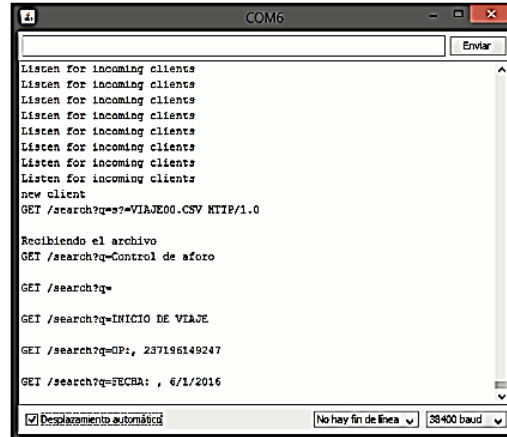 COM6
Enviar
Listen for incoming clients
Listen for incoming clients
Listen for incoming clients
Listen for incoming clients
Listen for incoming clients
Listen for incoming clients
Listen for incoming clients
Listen for incoming clients
new client
GET /search?q=s?=VIAJE00.CSV HTTP/1.0
Recibiendo el archivo
GET /search?q=Control de aforo
GET /search?q=
GET /search?q=INICIO DE VIAJE
GET /search?q=OP:, 237196149247
GET /search?q=FECHA: , 6/1/2016
Desplazamiento automático
No hay fin de línea
38400 baud